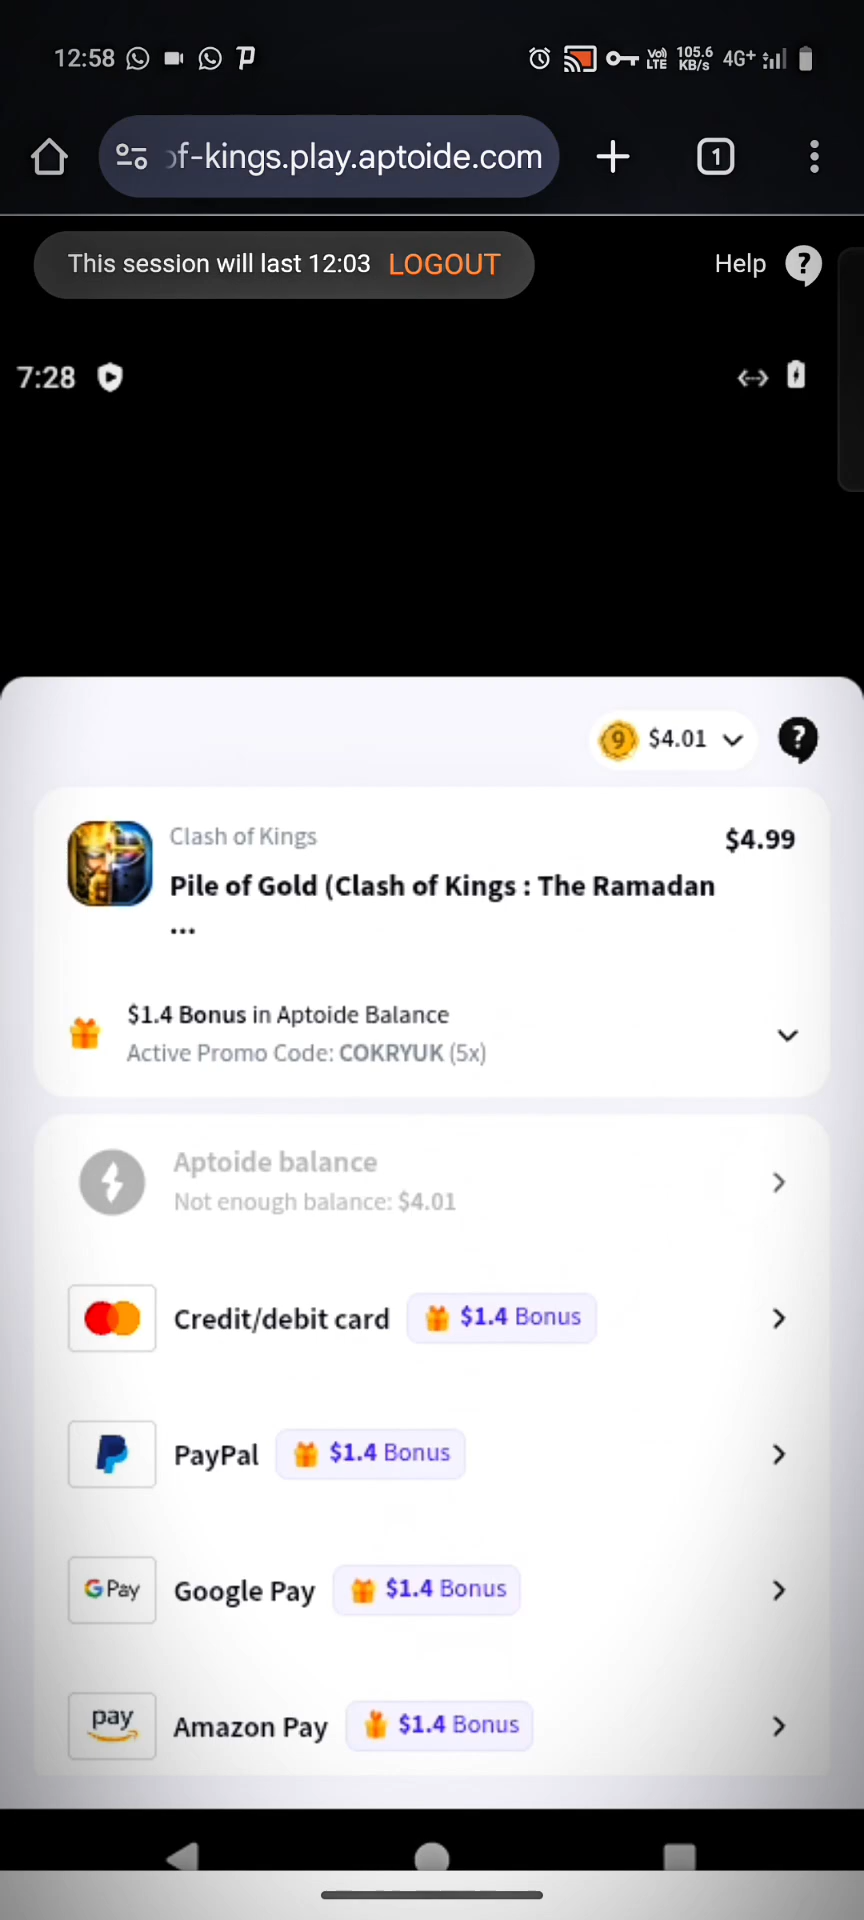 12:58
105.6
KB/s
Vo)
LTE
4G+
of-kings.play.aptoide.com
1
This session will last 12:03 LOGOUT
Help ?
7:28
9 $4.01 ?
Clash of Kings
$4.99
Pile of Gold (Clash of Kings : The Ramadan
...
$1.4 Bonus in Aptoide Balance
Active Promo Code: COKRYUK (5x)
Aptoide balance
Not enough balance: $4.01
Credit/debit card $1.4 Bonus
PayPal $1.4 Bonus
G Pay Google Pay $1.4 Bonus
pay Amazon Pay $1.4 Bonus